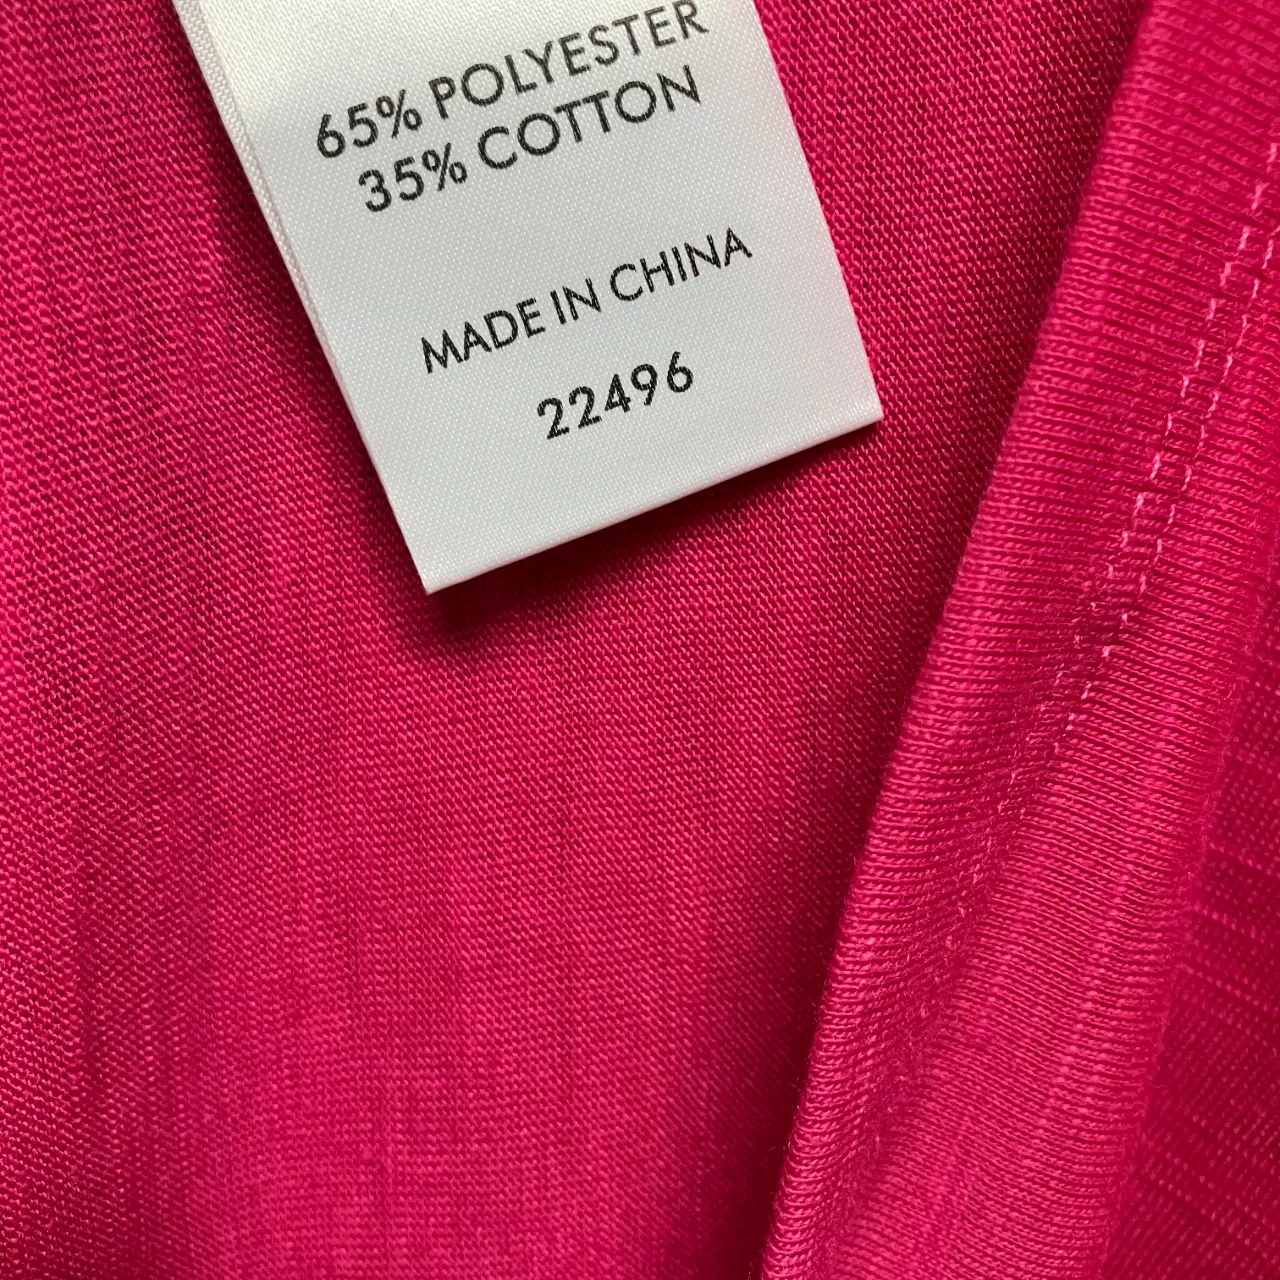 65% POLYESTER
35% COTTON
MADE IN CHINA
22496